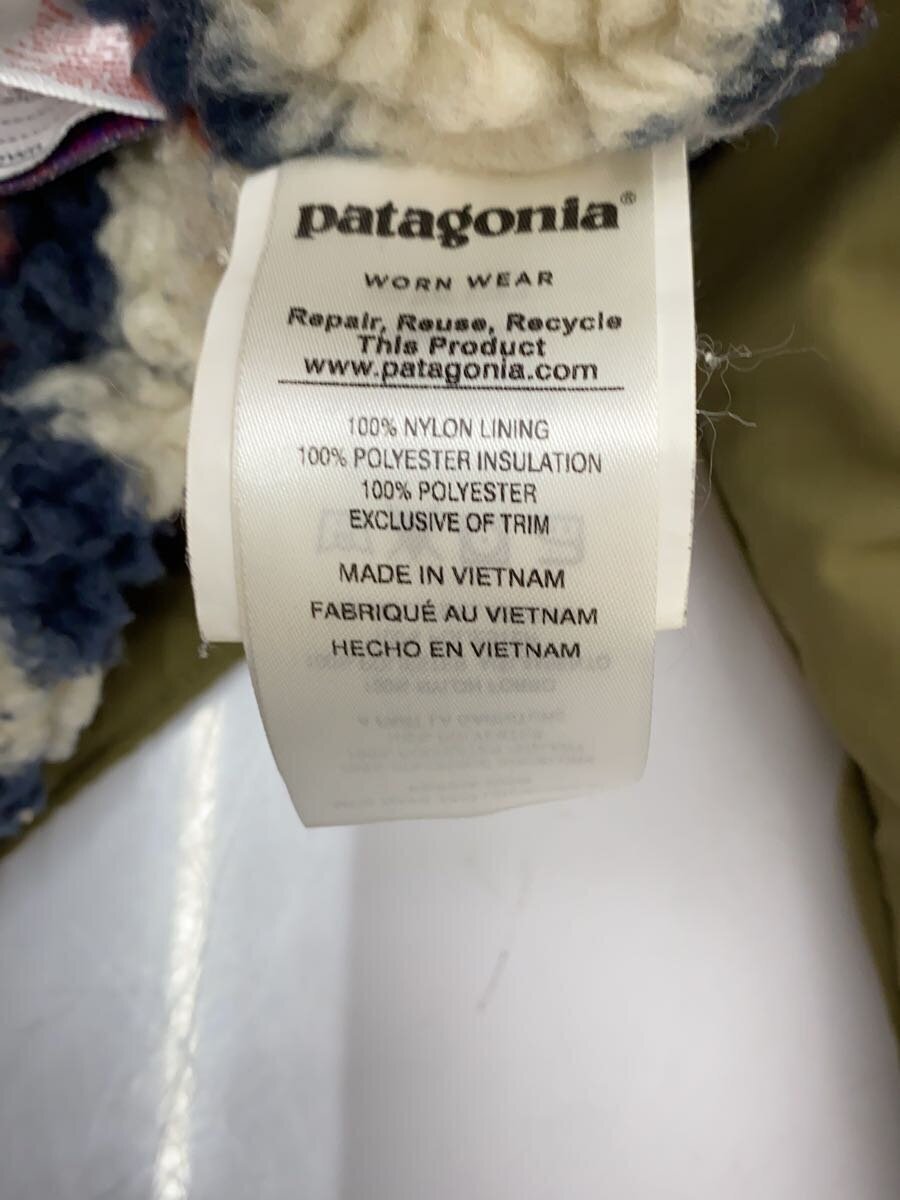 patagonia®
WORN WEAR
Repair, Reuse, Recycle
This Product
www.patagonia.com
100% NYLON LINING
100% POLYESTER INSULATION
100% POLYESTER
EXCLUSIVE OF TRIM
MADE IN VIETNAM
FABRIQUÉ AU VIETNAM
HECHO EN VIETNAM